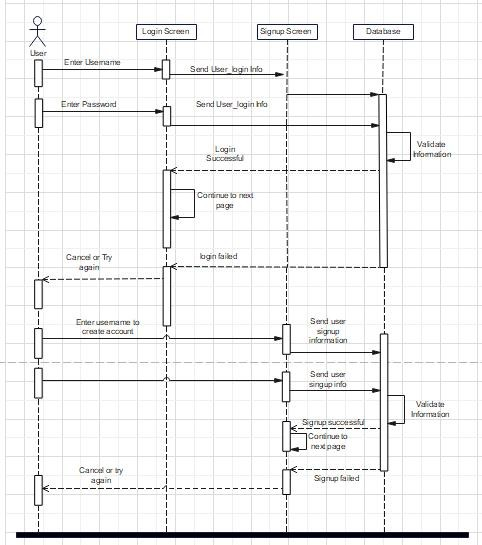 Login Screen
Signup Screen
Database
User
Enter Username
Send User_login Info
Enter Password
Send User_login Info
Validate
Information
Login
Successful
Continue to next
page
login failed
Cancel or Try
again
Enter username to
create account
Send user
signup
information
Send user
singup info
Validate
Information
Signup successful
Continue to
next page
Cancel or try
again
Signup failed